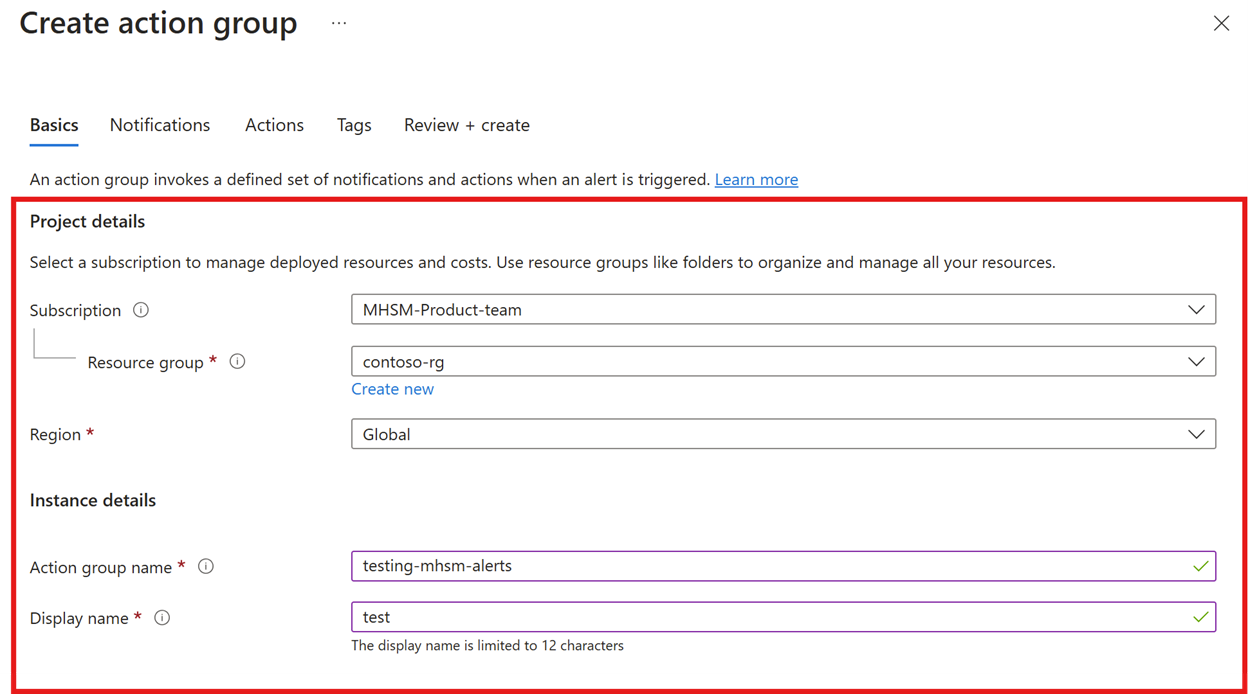 Create action group ...
Basics Notifications Actions Tags Review + create
An action group invokes a defined set of notifications and actions when an alert is triggered. Learn more
Project details
Select a subscription to manage deployed resources and costs. Use resource groups like folders to organize and manage all your resources.
Subscription MHSM-Product-team
Resource group * contoso-rg
Create new
Region * Global
Instance details
Action group name * testing-mhsm-alerts
Display name * test
The display name is limited to 12 characters